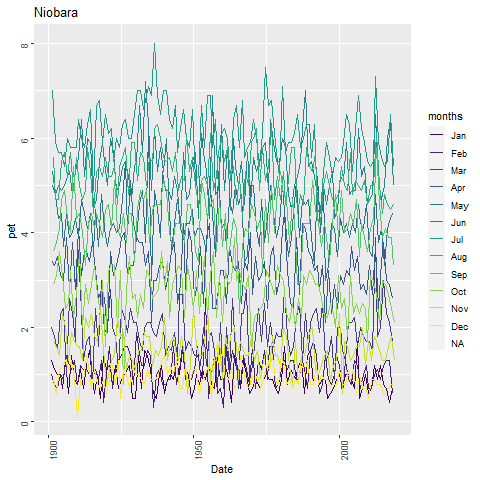 Niobara
pet
8
6
4
2
0
1900
1950
2000
Date
months
Jan
Feb
Mar
Apr
May
Jun
Jul
Aug
Sep
Oct
Nov
Dec
NA